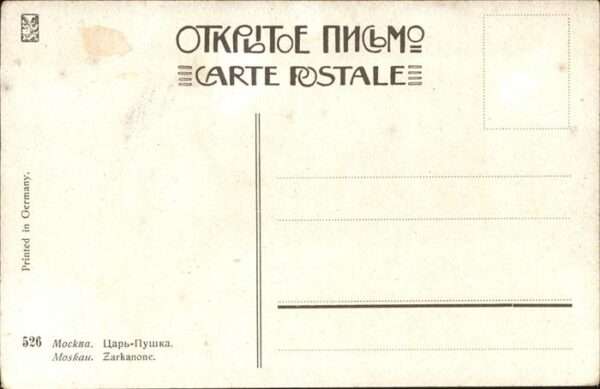 ОТКРЫТОЕ ПИСЬМО
CARTE POSTALE
Printed in Germany.
526 Москва. Царь-Пушка.
Moskau. Zarkanone.